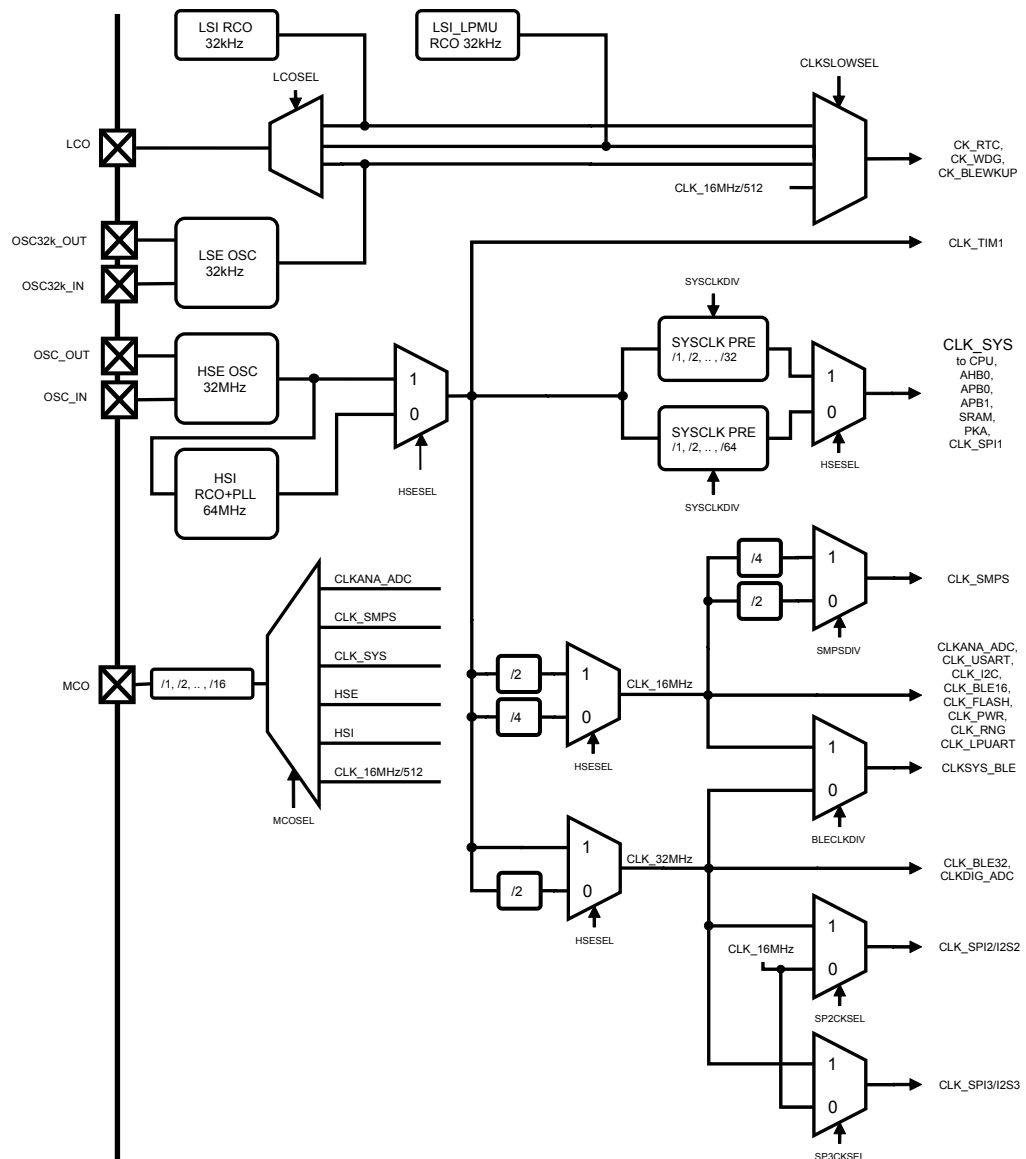 LSI RCO
32kHz
LSI_LPMU
RCO 32kHz
LCOSEL
CLKSLOWSEL
LCO
CK_RTC,
CK_WDG,
CK_BLEWKUP
CLK_16MHz/512
OSC32k_OUT
LSE OSC
32kHz
CLK_TIM1
OSC32k_IN
SYSCLKDIV
OSC_OUT
HSE OSC
32MHz
OSC_IN
1
0
SYSCLK PRE
/1, /2, .. , /32
1
0
CLK_SYS
to CPU,
AHB0,
APB0,
APB1,
SRAM,
PKA,
CLK_SPI1
SYSCLK PRE
/1, /2, .. , /64
HSI
RCO+PLL
64MHz
HSESEL
HSESEL
SYSCLKDIV
/4
1
/2
0
CLK_SMPS
SMPSDIV
CLKANA_ADC
CLK_SMPS
CLK_SYS
HSE
HSI
CLK_16MHz/512
MCO
/1, /2, .. , /16
MCOSEL
/2
1
/4
0
CLK_16MHz
HSESEL
CLKANA_ADC,
CLK_USART,
CLK_I2C,
CLK_BLE16,
CLK_FLASH,
CLK_PWR,
CLK_RNG
CLK_LPUART
1
0
CLKSYS_BLE
BLECLKDIV
1
/2
0
CLK_32MHz
HSESEL
CLK_BLE32,
CLKDIG_ADC
CLK_16MHz
1
0
CLK_SPI2/I2S2
SP2CKSEL
1
0
CLK_SPI3/I2S3
SP3CKSEL